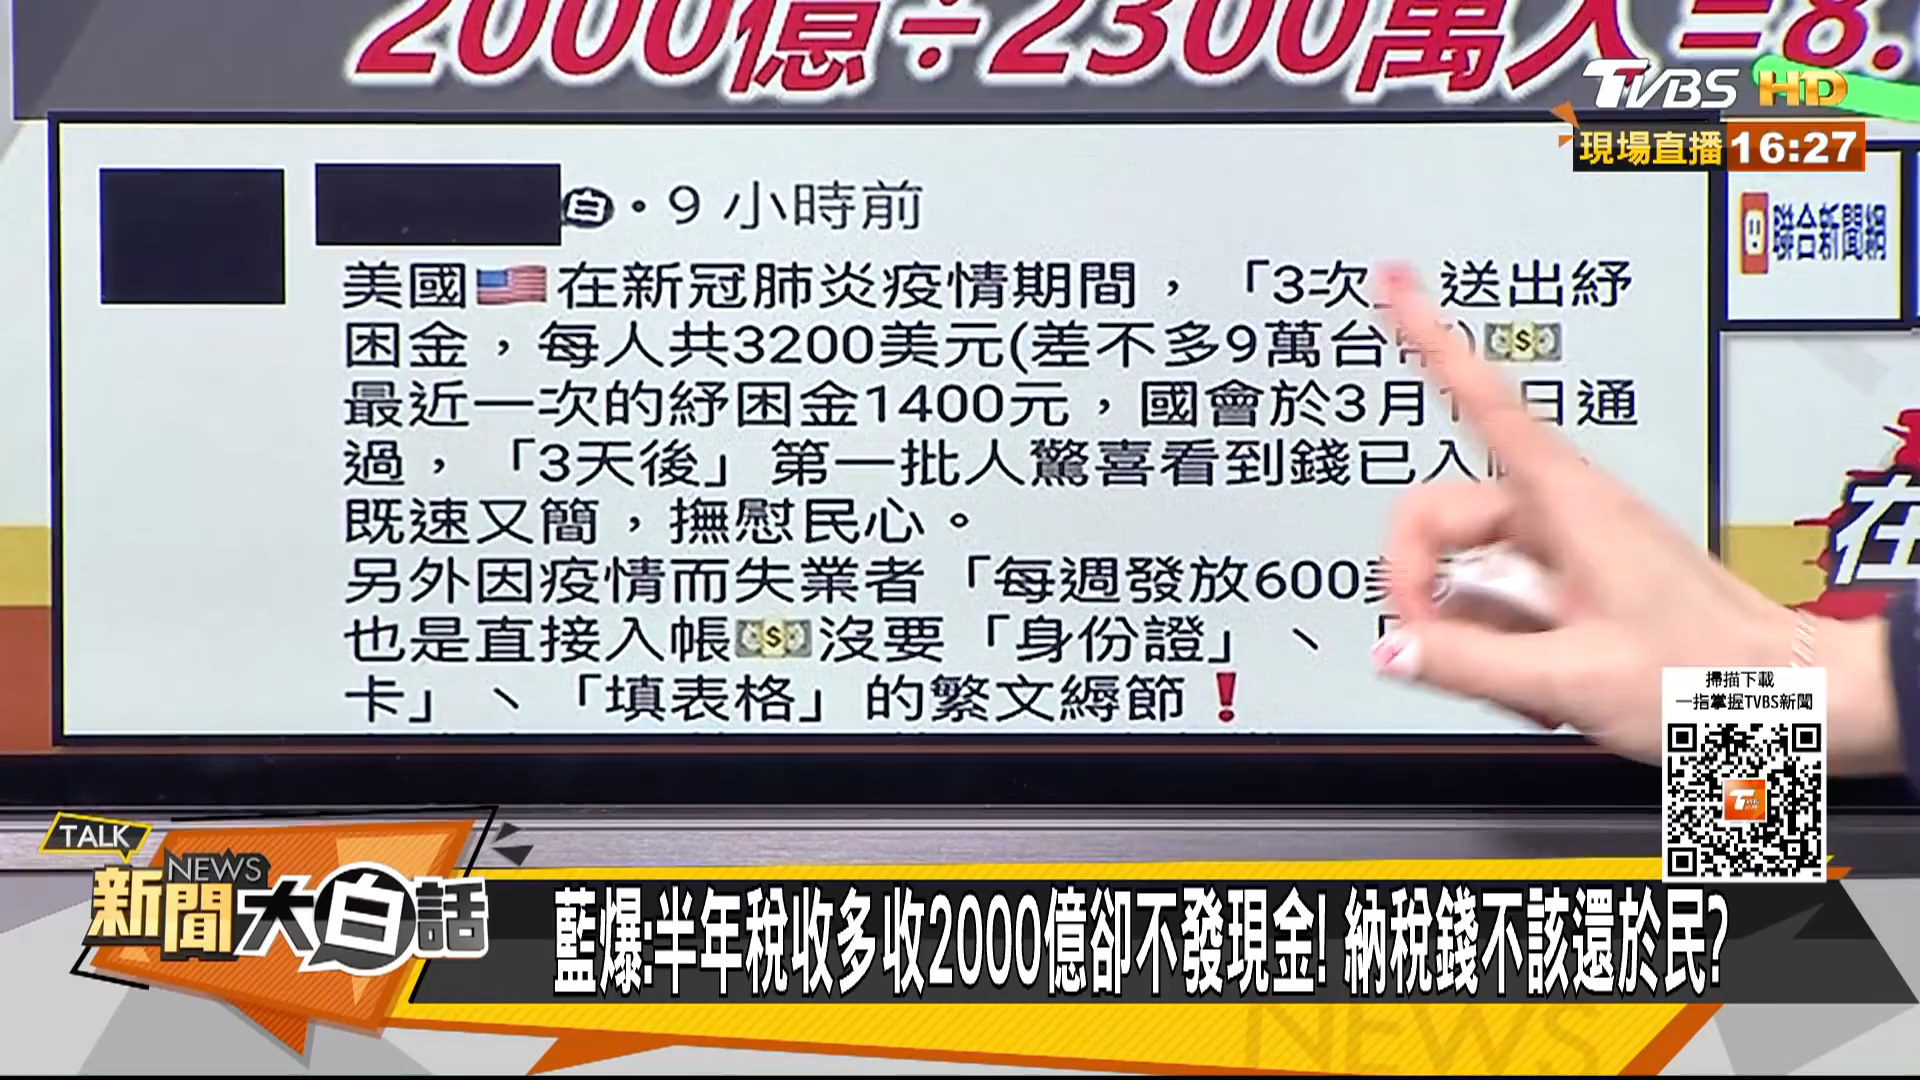 2000億÷2300萬人=8.
TVBS HD
現場直播 16:27
白・9 小時前
聯合新聞網
美國🇺🇸在新冠肺炎疫情期間，「3次」送出紓
困金，每人共3200美元(差不多9萬台幣)💵
最近一次的紓困金1400元，國會於3月1 日通
過，「3天後」第一批人驚喜看到錢已入
既速又簡，撫慰民心。
另外因疫情而失業者「每週發放600美
也是直接入帳💵沒要「身份證」、「
卡」、「填表格」的繁文縟節❗
在
掃描下載
一指掌握TVBS新聞
TALK
NEWS
新聞大白話
藍爆:半年稅收多收2000億卻不發現金! 納稅錢不該還於民?
NEWS